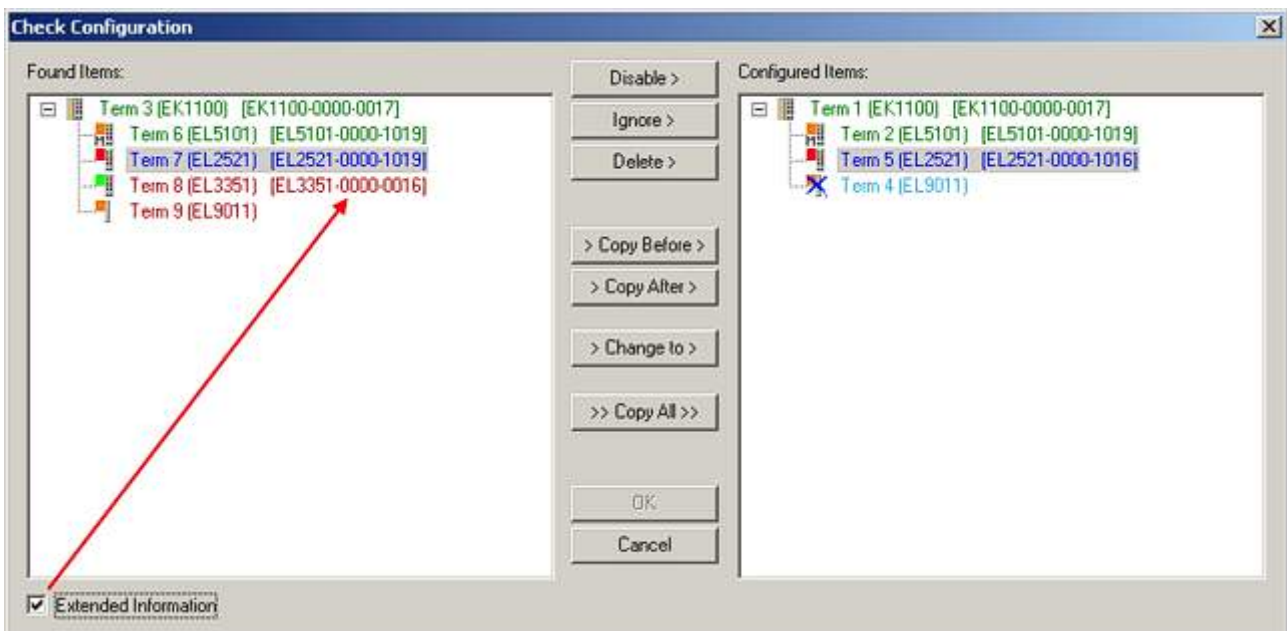 Check Configuration
Found Items:
Term 3 (EK1100) [EK1100-0000-0017]
Term 6 (EL5101) [EL5101-0000-1019]
Term 7 (EL2521) [EL2521-0000-1019]
Term 8 (EL3351) [EL3351-0000-0016]
Term 9 (EL9011)
Extended Information
Disable >
Ignore >
Delete >
> Copy Before >
> Copy After >
> Change to >
>> Copy All >>
OK
Cancel
Configured Items:
Term 1 (EK1100) [EK1100-0000-0017]
Term 2 (EL5101) [EL5101-0000-1019]
Term 5 (EL2521) [EL2521-0000-1016]
Term 4 (EL9011)